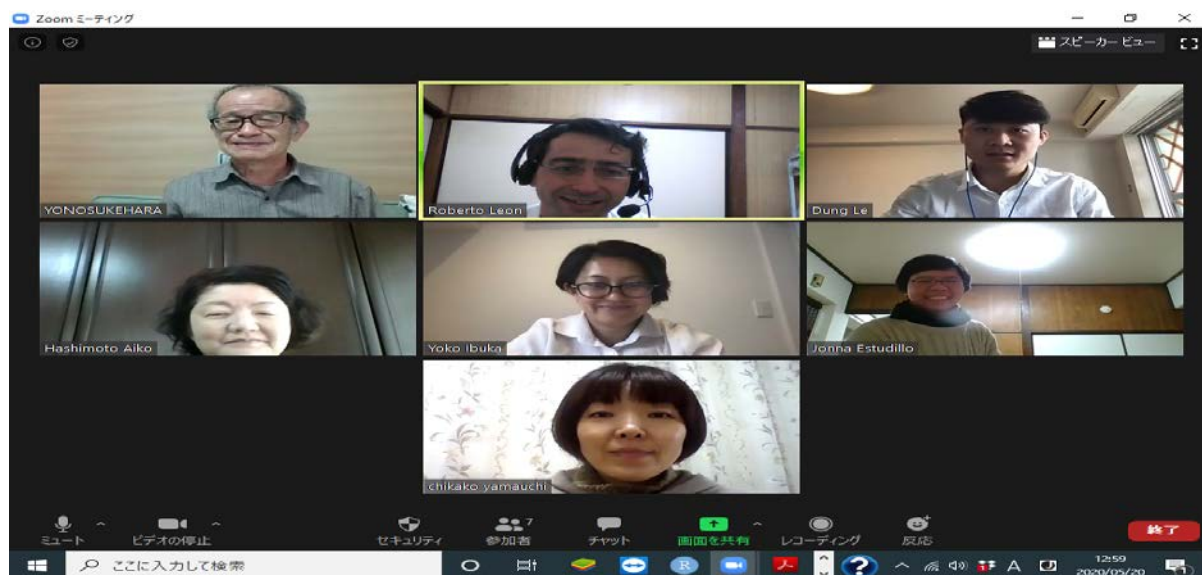 Zoom ミーティング
スピーカー ビュー
YONOSUKEHARA
Roberto Leon
Dung Le
Hashimoto Aiko
Yoko Ibuka
Jonna Estudillo
chikako yamauchi
ミュート
ビデオの停止
セキュリティ
参加者
7
チャット
画面を共有
レコーディング
反応
終了
ここに入力して検索
R
A
12:59
2020/05/20